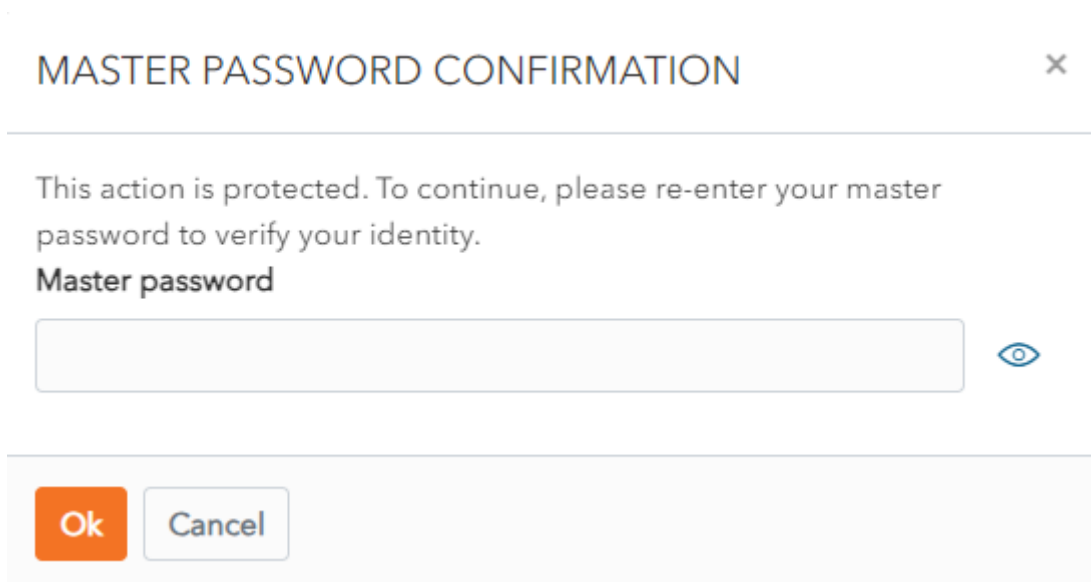 MASTER PASSWORD CONFIRMATION ×
This action is protected. To continue, please re-enter your master
password to verify your identity.
Master password
Ok Cancel